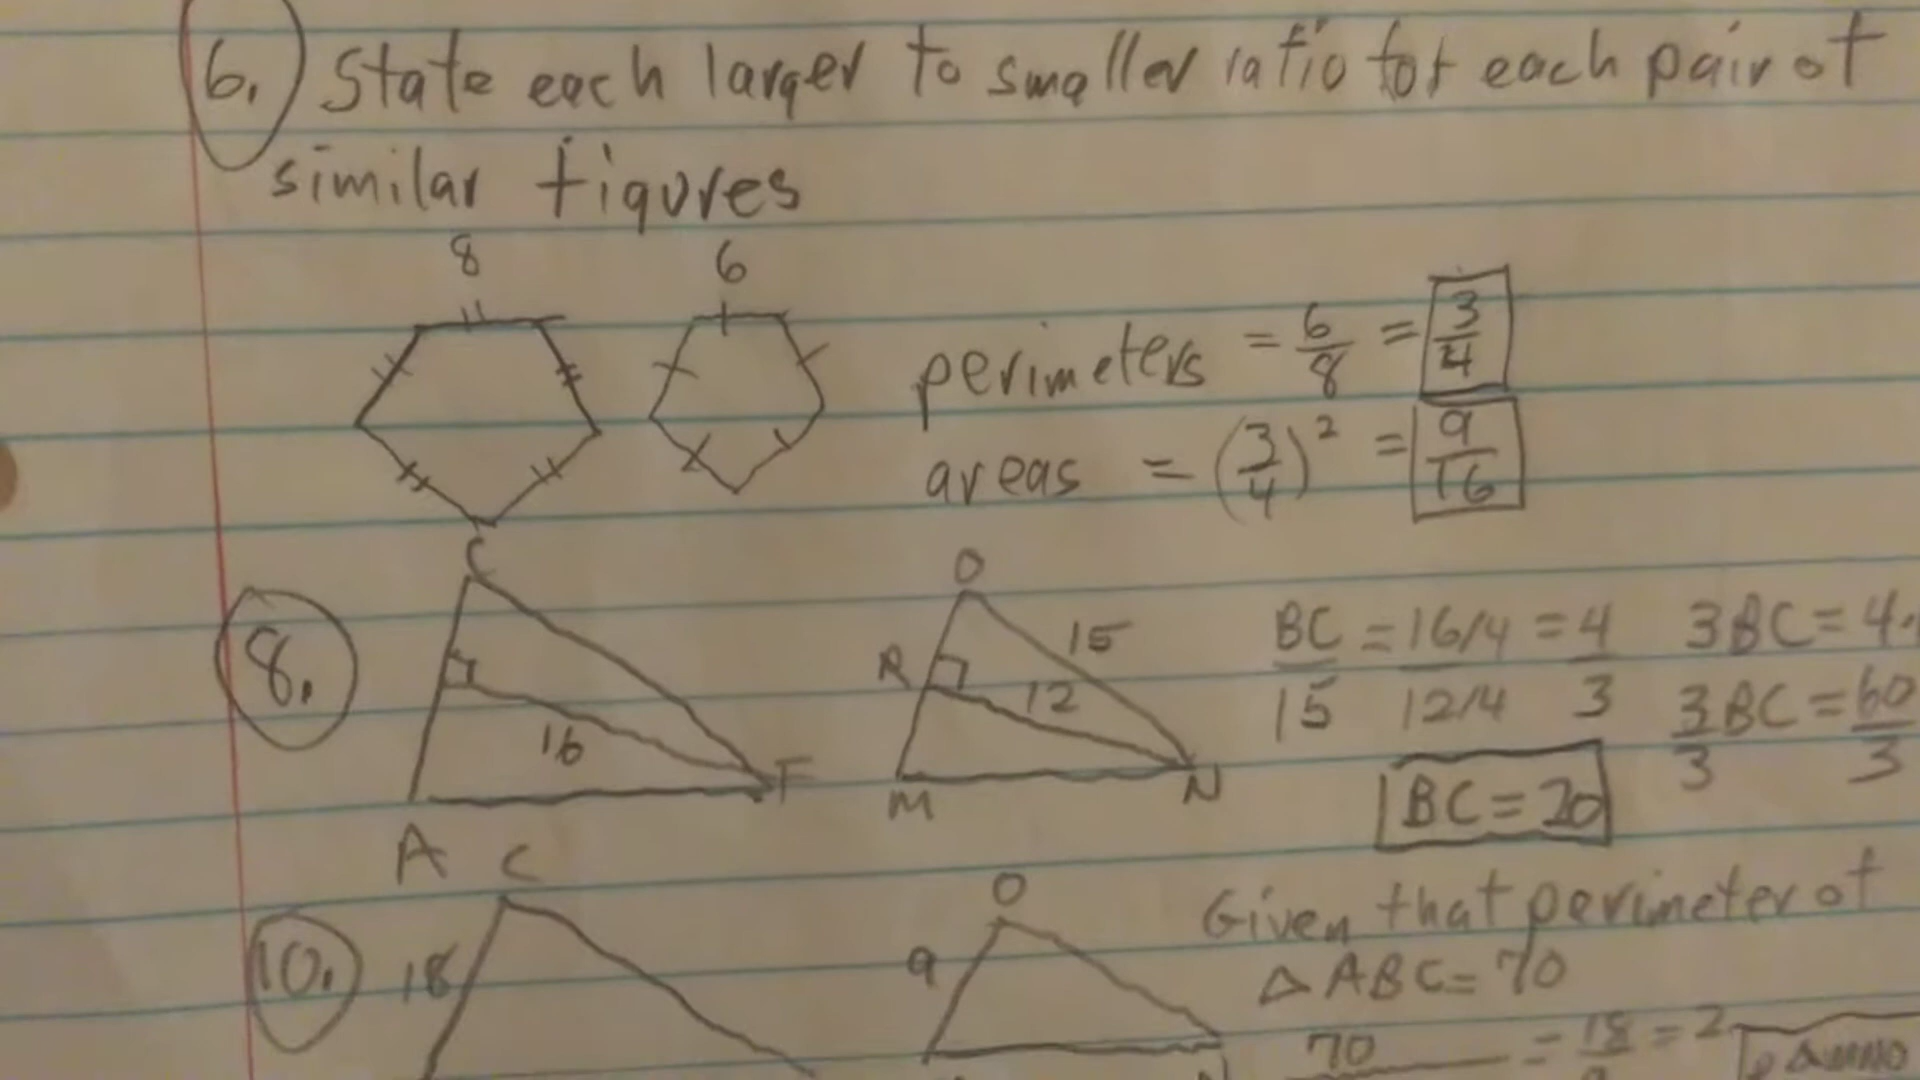 6. State each larger to smaller ratio for each pair of
similar figures
8 6
perimeters = 6/8 = 3/4
areas = (3/4)² = 9/16
8.
C
A
16
O
R
15
12
M N
BC/15 = 16/4 / 12/4 = 4/3
3BC = 4.
3BC/3 = 60/3
BC = 20
10.
C
18
O
9
Given that perimeter of
△ABC = 70
70 = 18 = 2